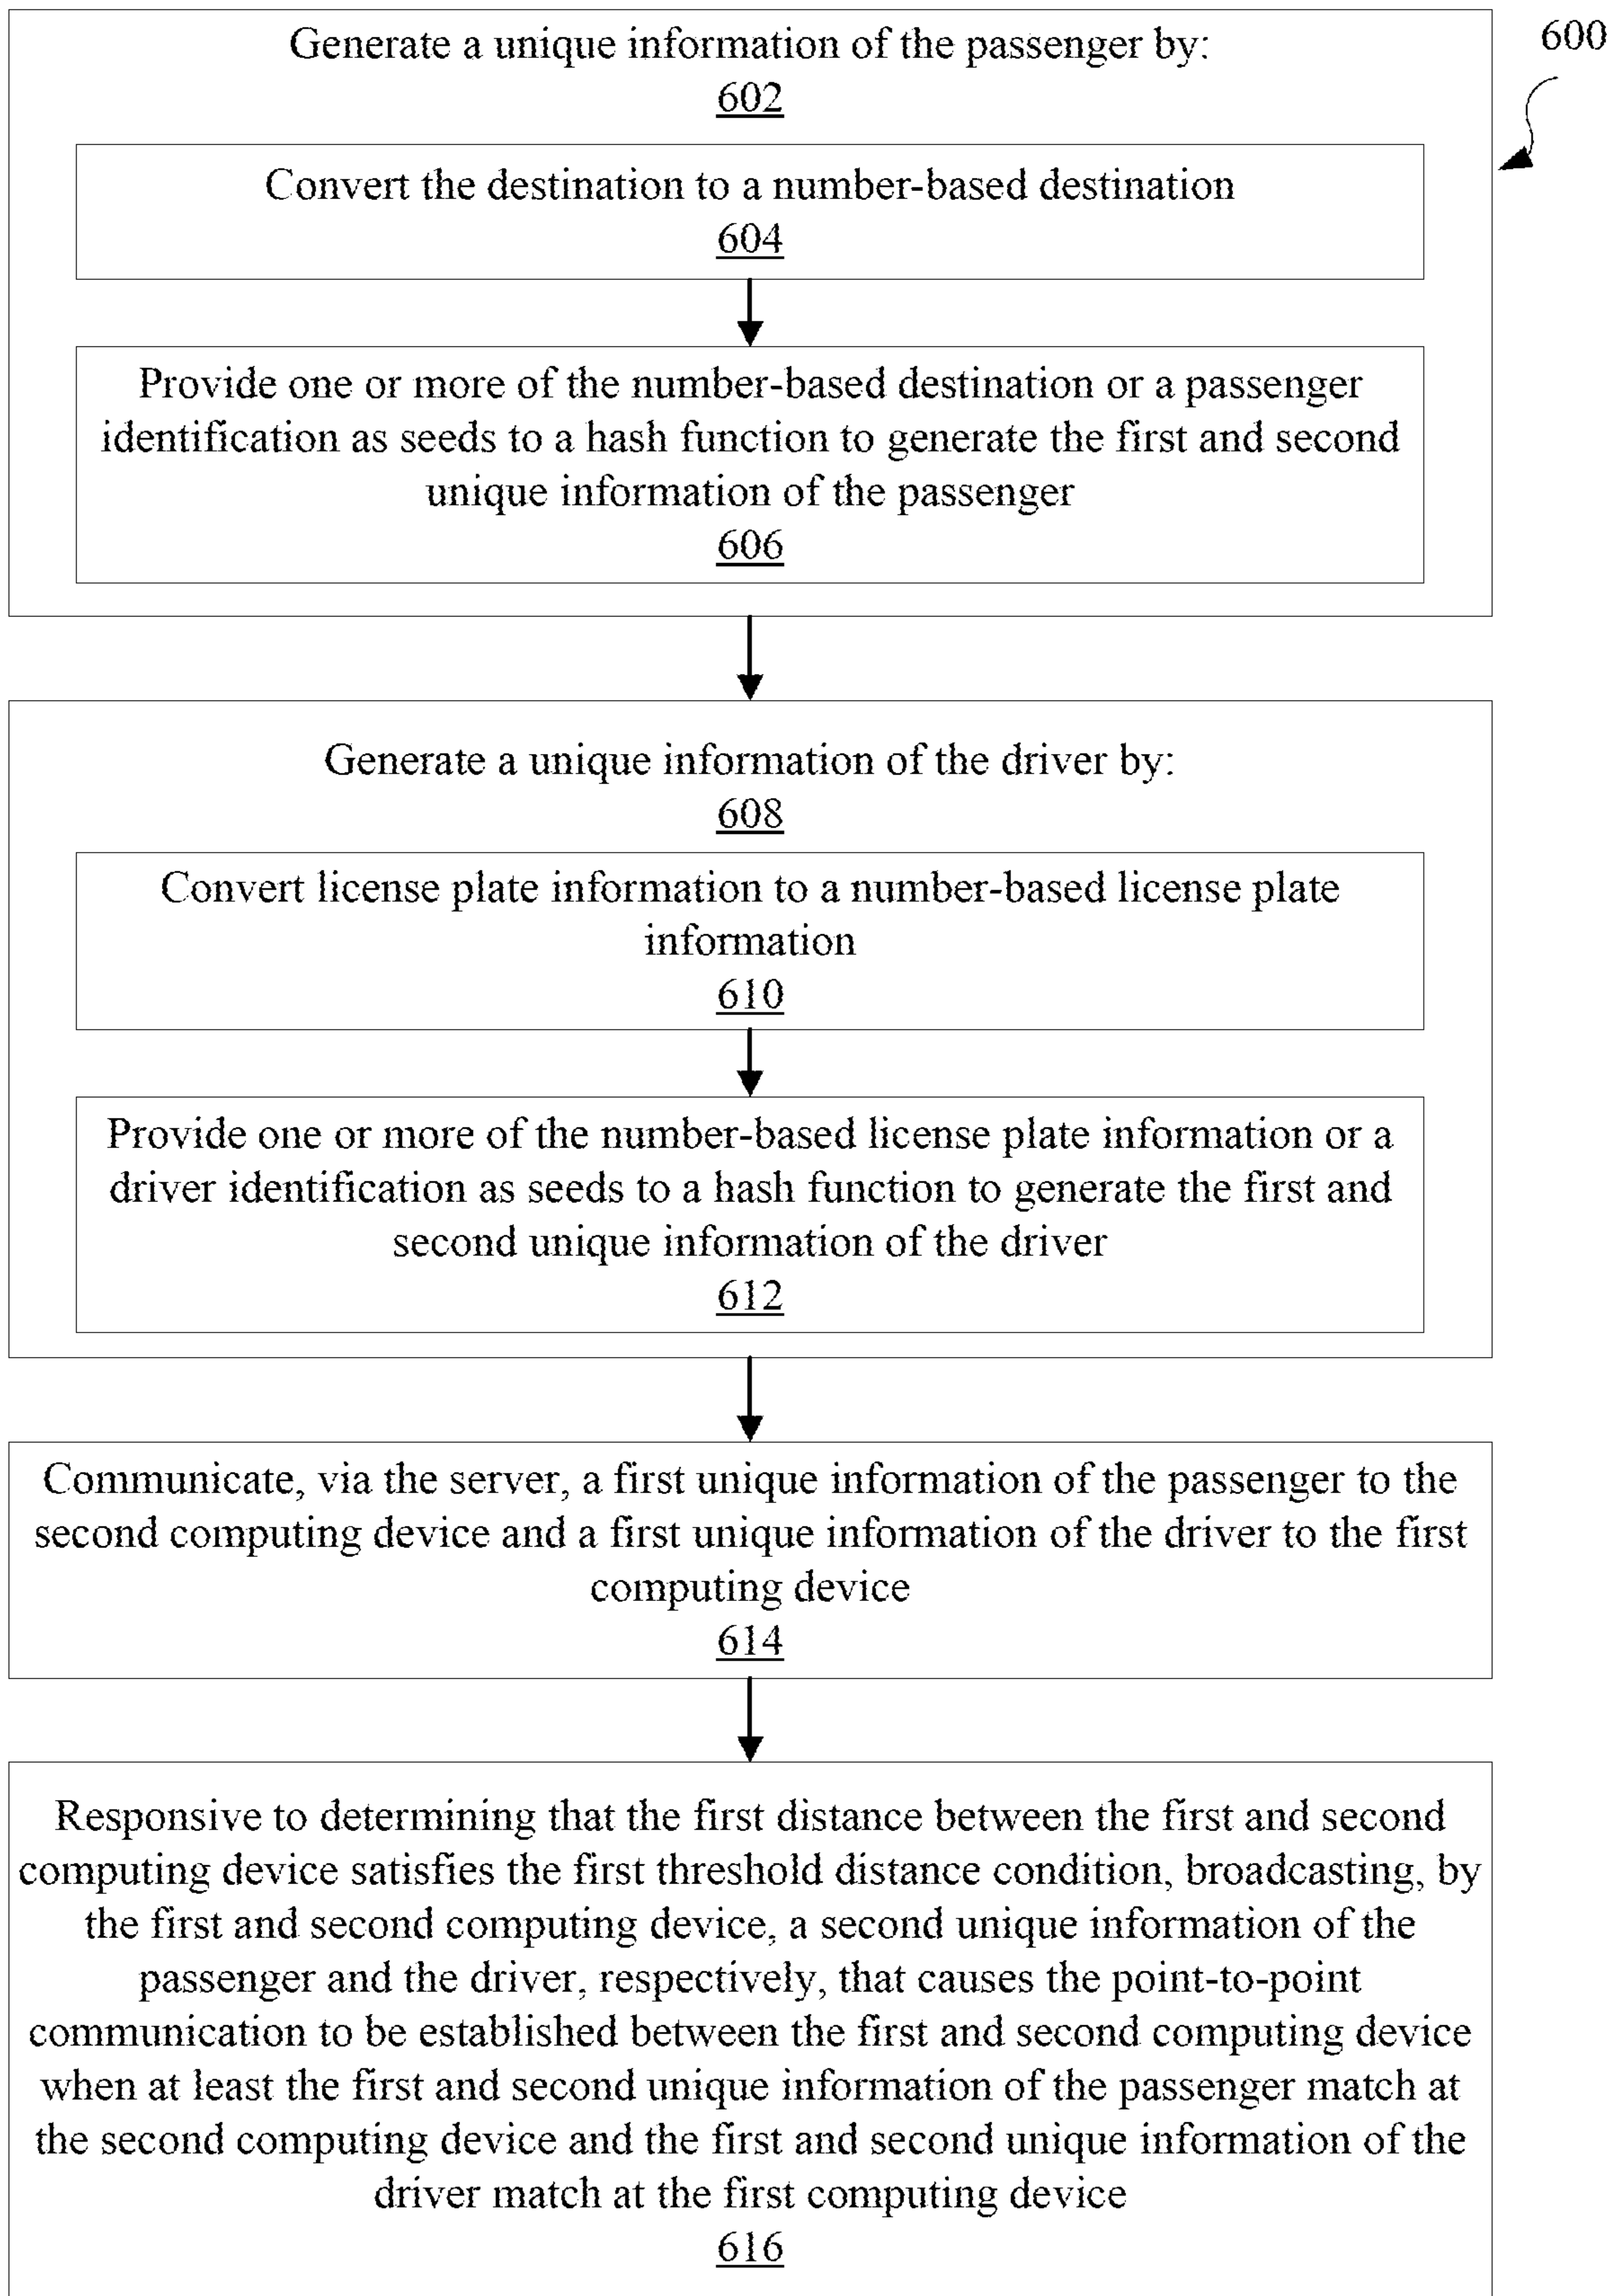 Generate a unique information of the passenger by:
600
602
Convert the destination to a number-based destination
604
Provide one or more of the number-based destination or a passenger
identification as seeds to a hash function to generate the first and second
unique information of the passenger
606
Generate a unique information of the driver by:
608
Convert license plate information to a number-based license plate
information
610
Provide one or more of the number-based license plate information or a
driver identification as seeds to a hash function to generate the first and
second unique information of the driver
612
Communicate, via the server, a first unique information of the passenger to the
second computing device and a first unique information of the driver to the first
computing device
614
Responsive to determining that the first distance between the first and second
computing device satisfies the first threshold distance condition, broadcasting, by
the first and second computing device, a second unique information of the
passenger and the driver, respectively, that causes the point-to-point
communication to be established between the first and second computing device
when at least the first and second unique information of the passenger match at
the second computing device and the first and second unique information of the
driver match at the first computing device
616